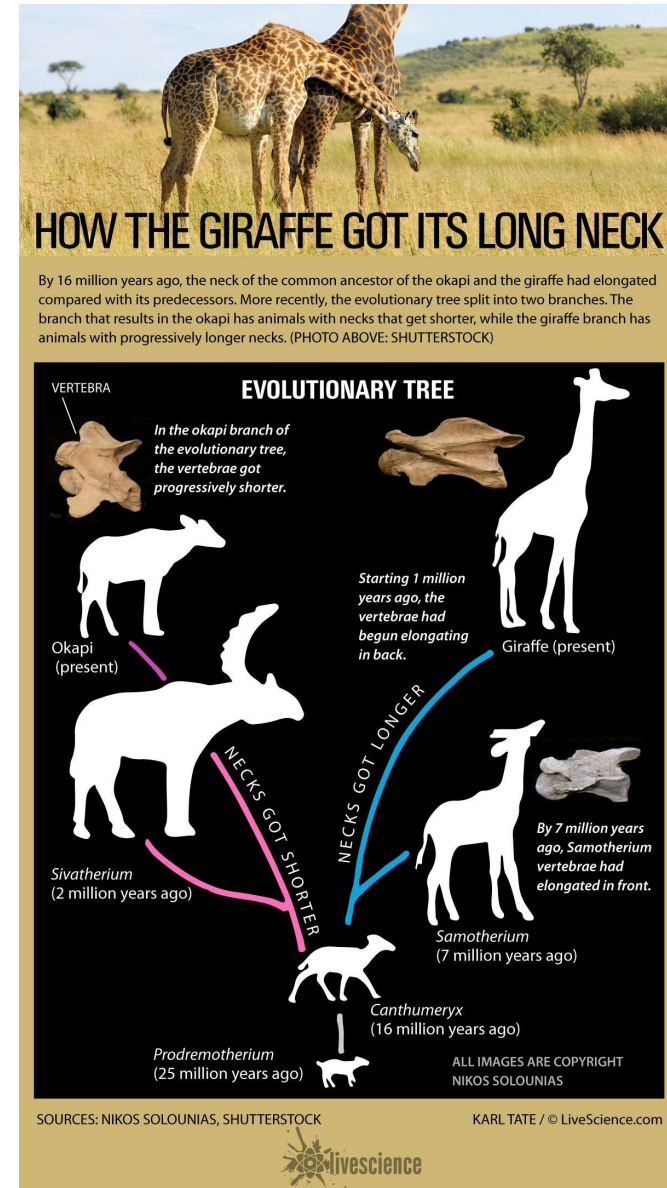 HOW THE GIRAFFE GOT ITS LONG NECK
By 16 million years ago, the neck of the common ancestor of the okapi and the giraffe had elongated
compared with its predecessors. More recently, the evolutionary tree split into two branches. The
branch that results in the okapi has animals with necks that get shorter, while the giraffe branch has
animals with progressively longer necks. (PHOTO ABOVE: SHUTTERSTOCK)
EVOLUTIONARY TREE
VERTEBRA
In the okapi branch of
the evolutionary tree,
the vertebrae got
progressively shorter.
Starting 1 million
years ago, the
vertebrae had
begun elongating
in back.
Okapi
(present)
Giraffe (present)
NECKS GOT SHORTER
NECKS GOT LONGER
By 7 million years
ago, Samotherium
vertebrae had
elongated in front.
Sivatherium
(2 million years ago)
Samotherium
(7 million years ago)
Canthumeryx
(16 million years ago)
Prodremotherium
(25 million years ago)
ALL IMAGES ARE COPYRIGHT
NIKOS SOLOUNIAS
SOURCES: NIKOS SOLOUNIAS, SHUTTERSTOCK
KARL TATE / © LiveScience.com
livescience